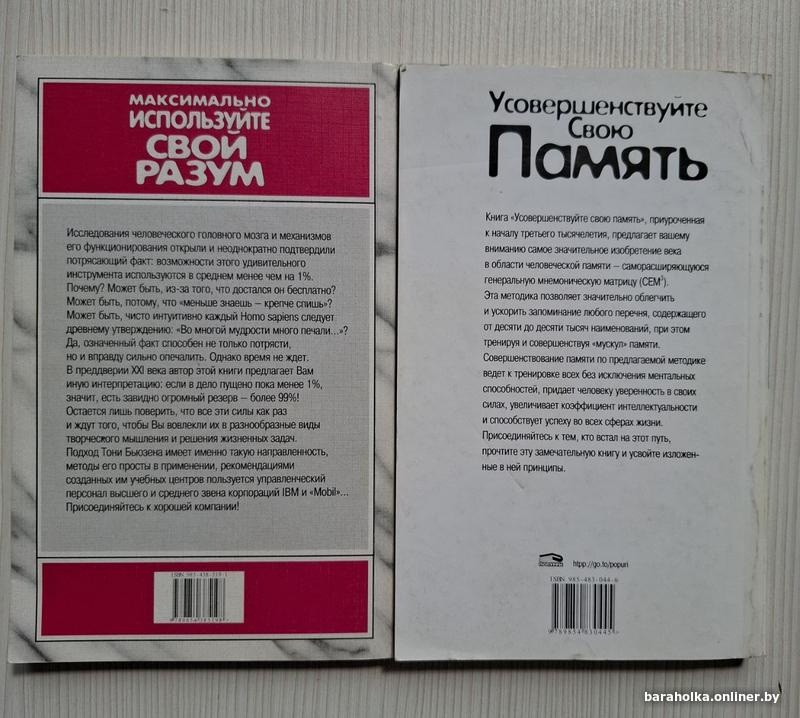 МАКСИМАЛЬНО
ИСПОЛЬЗУЙТЕ
СВОЙ
РАЗУМ
Исследования человеческого головного мозга и механизмов
его функционирования открыли и неоднократно подтвердили
потрясающий факт: возможности этого удивительного
инструмента используются в среднем менее чем на 1%.
Почему? Может быть, из-за того, что достался он бесплатно?
Может быть, потому, что «меньше знаешь – крепче спишь»?
Может быть, чисто интуитивно каждый Homo sapiens следует
древнему утверждению: «Во многой мудрости много печали...»?
Да, означенный факт способен не только потрясти,
но и вправду сильно опечалить. Однако время не ждет.
В преддверии XXI века автор этой книги предлагает Вам
иную интерпретацию: если в дело пущено пока менее 1%,
значит, есть завидно огромный резерв – более 99%!
Остается лишь поверить, что все эти силы как раз
и ждут того, чтобы Вы вовлекли их в разнообразные виды
творческого мышления и решения жизненных задач.
Подход Тони Бьюзена имеет именно такую направленность,
методы его просты в применении, рекомендациями
созданных им учебных центров пользуется управленческий
персонал высшего и среднего звена корпораций IBM и «Mobil»...
Присоединяйтесь к хорошей компании!
ISBN 985-438-519-1
9789854385198>
Усовершенствуйте
Свою
Память
Книга «Усовершенствуйте свою память», приуроченная
к началу третьего тысячелетия, предлагает вашему
вниманию самое значительное изобретение века
в области человеческой памяти – саморасширяющуюся
генеральную мнемоническую матрицу (СЕМ³).
Эта методика позволяет значительно облегчить
и ускорить запоминание любого перечня, содержащего
от десяти до десяти тысяч наименований, при этом
тренируя и совершенствуя «мускул» памяти.
Совершенствование памяти по предлагаемой методике
ведет к тренировке всех без исключения ментальных
способностей, придает человеку уверенность в своих
силах, увеличивает коэффициент интеллектуальности
и способствует успеху во всех сферах жизни.
Присоединяйтесь к тем, кто встал на этот путь,
прочтите эту замечательную книгу и усвойте изложен-
ные в ней принципы.
htpp://go.to/popuri
ISBN 985-483-044-6
9789854830445>
baraholka.onliner.by